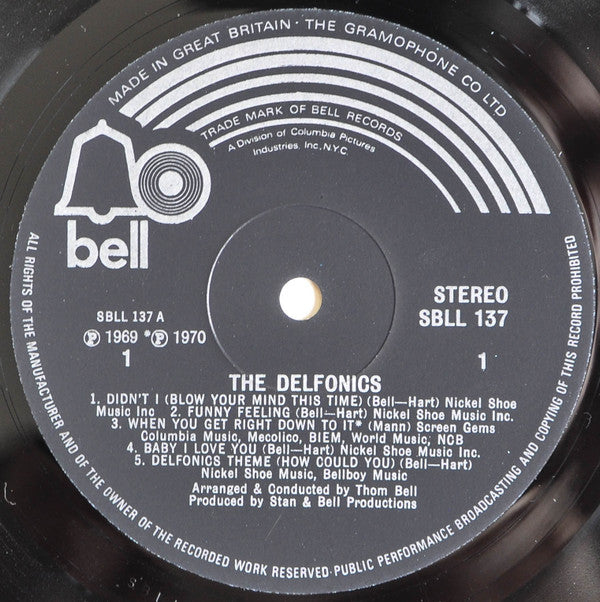 MADE IN GREAT BRITAIN · THE GRAMOPHONE CO LTD
TRADE MARK OF BELL RECORDS
A Division of Columbia Pictures
Industries, Inc, N.Y.C.
bell
SBLL 137 A
Ⓟ 1969 *Ⓟ 1970
1
STEREO
SBLL 137
1
THE DELFONICS
1. DIDN'T I (BLOW YOUR MIND THIS TIME) (Bell—Hart) Nickel Shoe
Music Inc 2. FUNNY FEELING (Bell—Hart) Nickel Shoe Music Inc.
3. WHEN YOU GET RIGHT DOWN TO IT* (Mann) Screen Gems
Columbia Music, Mecolico, BIEM, World Music, NCB
4. BABY I LOVE YOU (Bell—Hart) Nickel Shoe Music Inc.
5. DELFONICS THEME (HOW COULD YOU) (Bell—Hart)
Nickel Shoe Music, Bellboy Music
Arranged & Conducted by Thom Bell
Produced by Stan & Bell Productions
ALL RIGHTS OF THE MANUFACTURER AND OF THE OWNER OF THE RECORDED WORK RESERVED·PUBLIC PERFORMANCE BROADCASTING AND COPYING OF THIS RECORD PROHIBITED